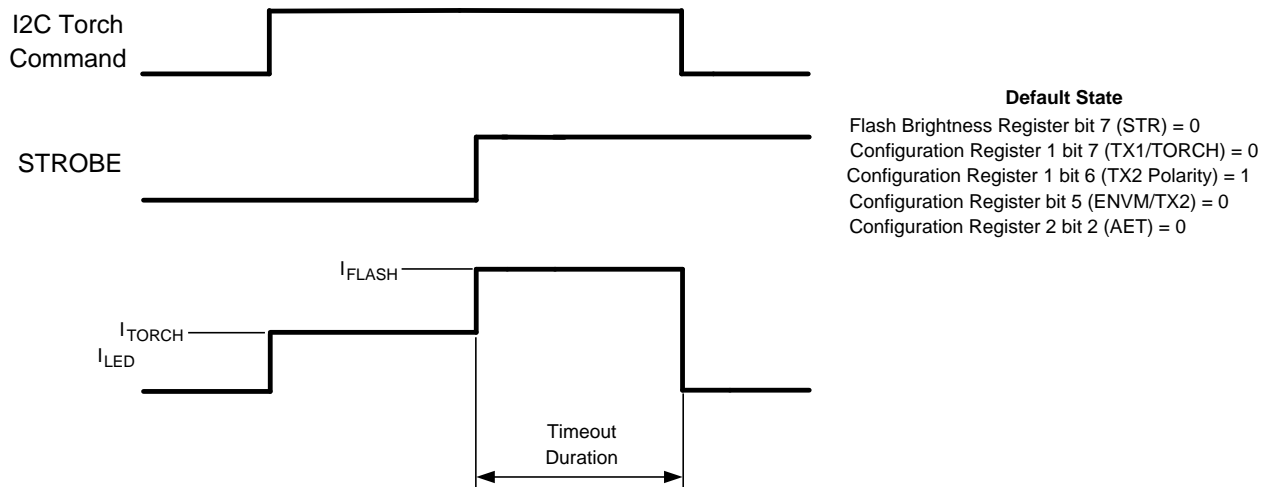 I2C Torch
Command
STROBE
Default State
Flash Brightness Register bit 7 (STR) = 0
Configuration Register 1 bit 7 (TX1/TORCH) = 0
Configuration Register 1 bit 6 (TX2 Polarity) = 1
Configuration Register bit 5 (ENVM/TX2) = 0
Configuration Register 2 bit 2 (AET) = 0
IFLASH
ITORCH
ILED
Timeout
Duration